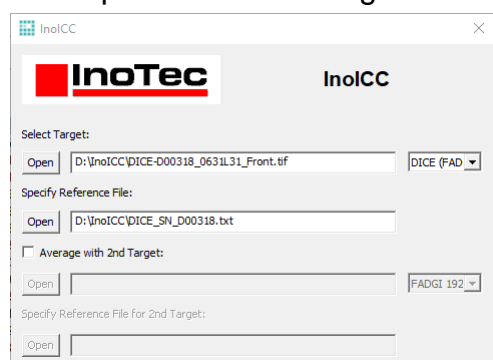 InoICC
InoTec InoICC
Select Target:
Open D:\InoICC\DICE-D00318_0631L31_Front.tif DICE (FAD
Specify Reference File:
Open D:\InoICC\DICE_SN_D00318.txt
Average with 2nd Target:
Open FADGI 192
Specify Reference File for 2nd Target:
Open